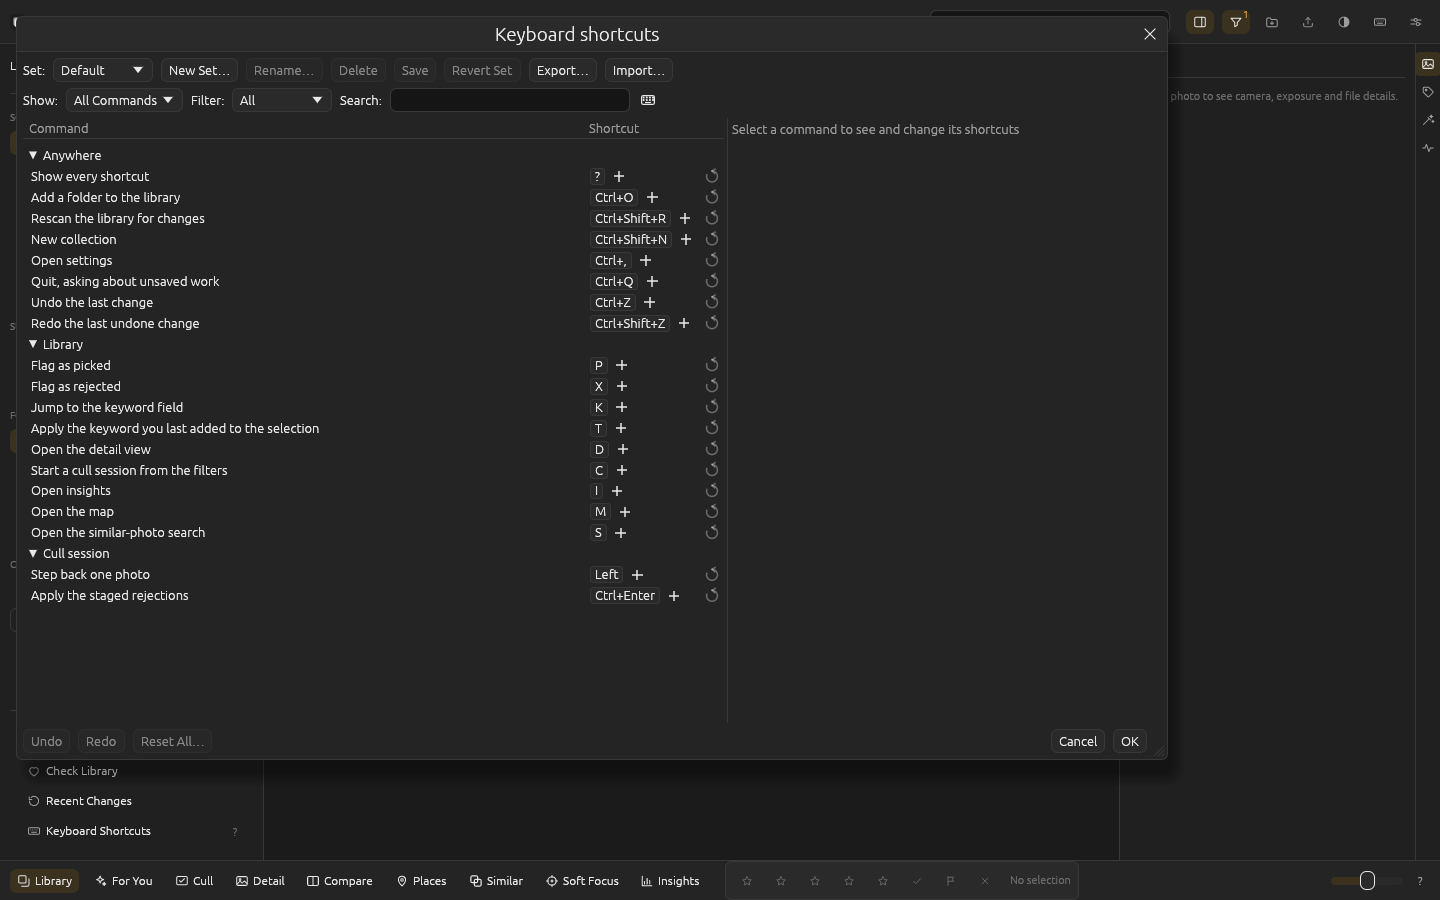 Keyboard shortcuts
Set: Default New Set... Rename... Delete Save Revert Set Export... Import...
Show: All Commands Filter: All Search:
photo to see camera, exposure and file details.
Command Shortcut
Select a command to see and change its shortcuts
Anywhere
Show every shortcut ?
Add a folder to the library Ctrl+O
Rescan the library for changes Ctrl+Shift+R
New collection Ctrl+Shift+N
Open settings Ctrl+,
Quit, asking about unsaved work Ctrl+Q
Undo the last change Ctrl+Z
Redo the last undone change Ctrl+Shift+Z
Library
Flag as picked P
Flag as rejected X
Jump to the keyword field K
Apply the keyword you last added to the selection T
Open the detail view D
Start a cull session from the filters C
Open insights I
Open the map M
Open the similar-photo search S
Cull session
Step back one photo Left
Apply the staged rejections Ctrl+Enter
Undo Redo Reset All... Cancel OK
Check Library
Recent Changes
Keyboard Shortcuts ?
Library For You Cull Detail Compare Places Similar Soft Focus Insights No selection ?